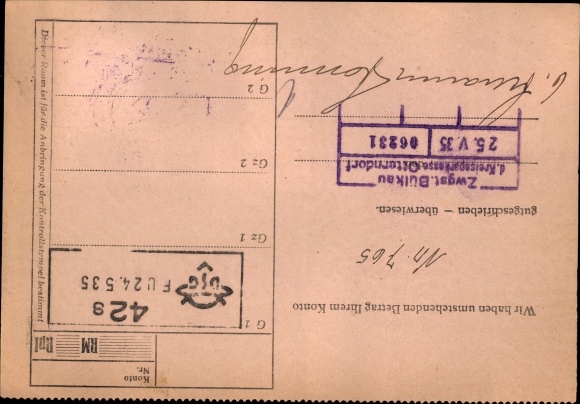 Wir haben umstehenden Betrag Ihrem Konto
Nr. 765
gutgeschrieben — überwiesen.
Zwgst. Bülkau
d. Kreissparkasse Otterndorf
25. V. 35 06231
Konto
Nr.
RM Rpf
G 1
42s
DSG
FU 24.5.35
Gz 1
Gz 2
G 2
Dieser Raum ist für die Anbringung der Kontrollstempel bestimmt